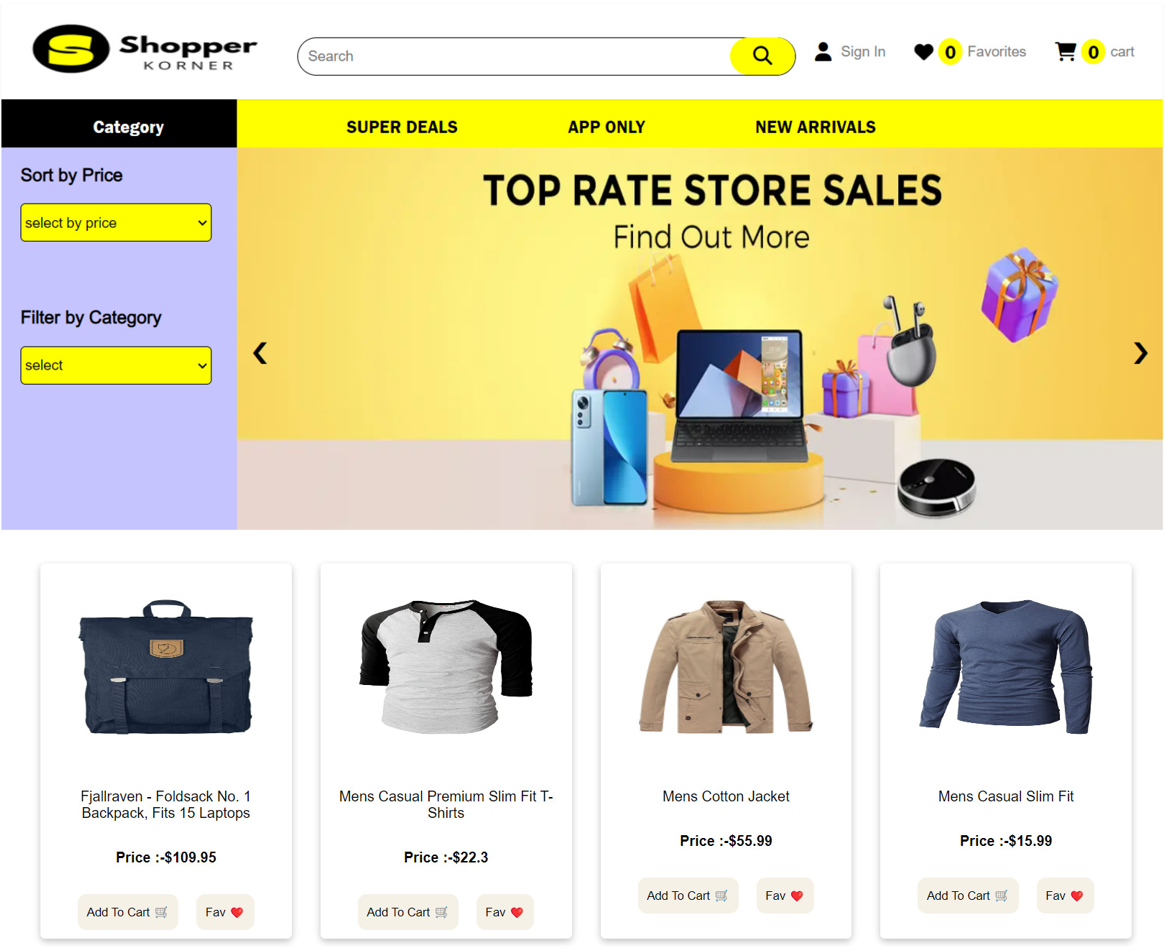 Shopper
KORNER
Search
Sign In
0 Favorites
0 cart
Category
SUPER DEALS
APP ONLY
NEW ARRIVALS
Sort by Price
select by price
Filter by Category
select
TOP RATE STORE SALES
Find Out More
Fjallraven - Foldsack No. 1
Backpack, Fits 15 Laptops
Price :-$109.95
Add To Cart
Fav
Mens Casual Premium Slim Fit T-
Shirts
Price :-$22.3
Add To Cart
Fav
Mens Cotton Jacket
Price :-$55.99
Add To Cart
Fav
Mens Casual Slim Fit
Price :-$15.99
Add To Cart
Fav